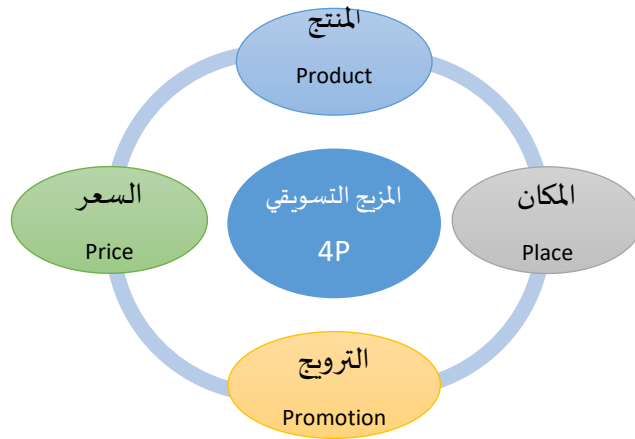 المنتج
Product
السعر
Price
المزيج التسويقي
4P
المكان
Place
الترويج
Promotion